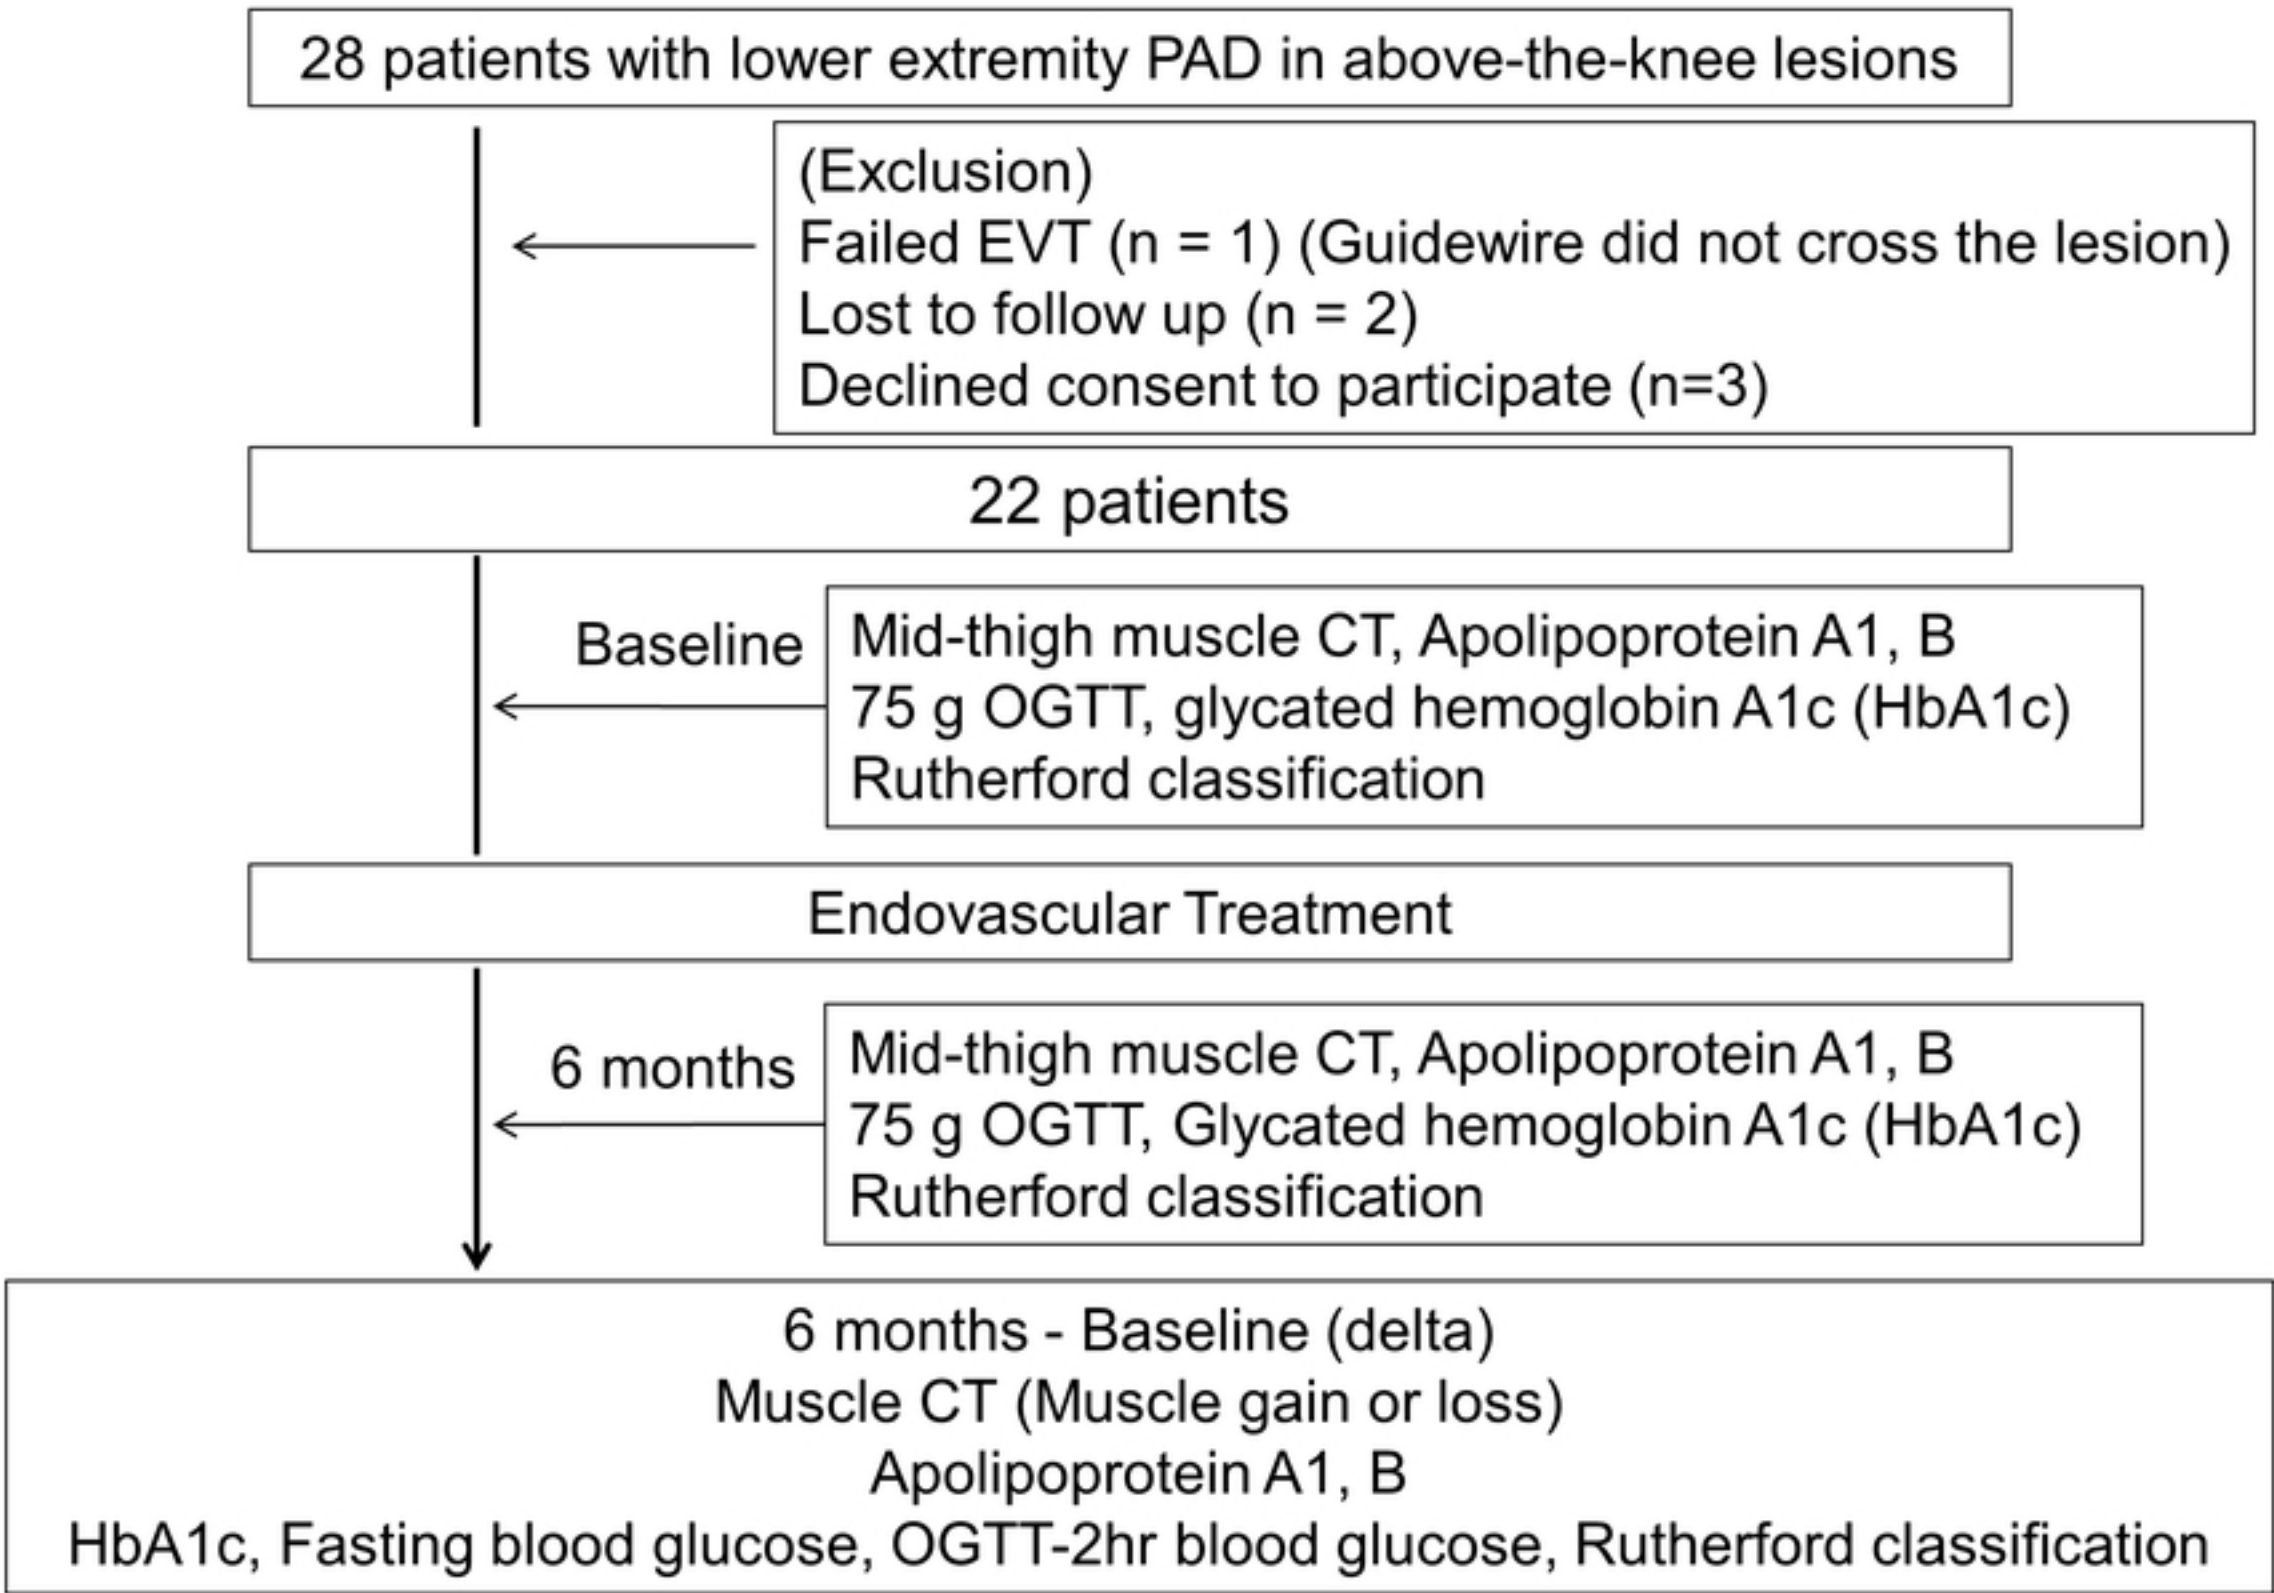 28 patients with lower extremity PAD in above-the-knee lesions
(Exclusion)
Failed EVT (n = 1) (Guidewire did not cross the lesion)
Lost to follow up (n = 2)
Declined consent to participate (n=3)
22 patients
Baseline
Mid-thigh muscle CT, Apolipoprotein A1, B
75 g OGTT, glycated hemoglobin A1c (HbA1c)
Rutherford classification
Endovascular Treatment
6 months
Mid-thigh muscle CT, Apolipoprotein A1, B
75 g OGTT, Glycated hemoglobin A1c (HbA1c)
Rutherford classification
6 months - Baseline (delta)
Muscle CT (Muscle gain or loss)
Apolipoprotein A1, B
HbA1c, Fasting blood glucose, OGTT-2hr blood glucose, Rutherford classification